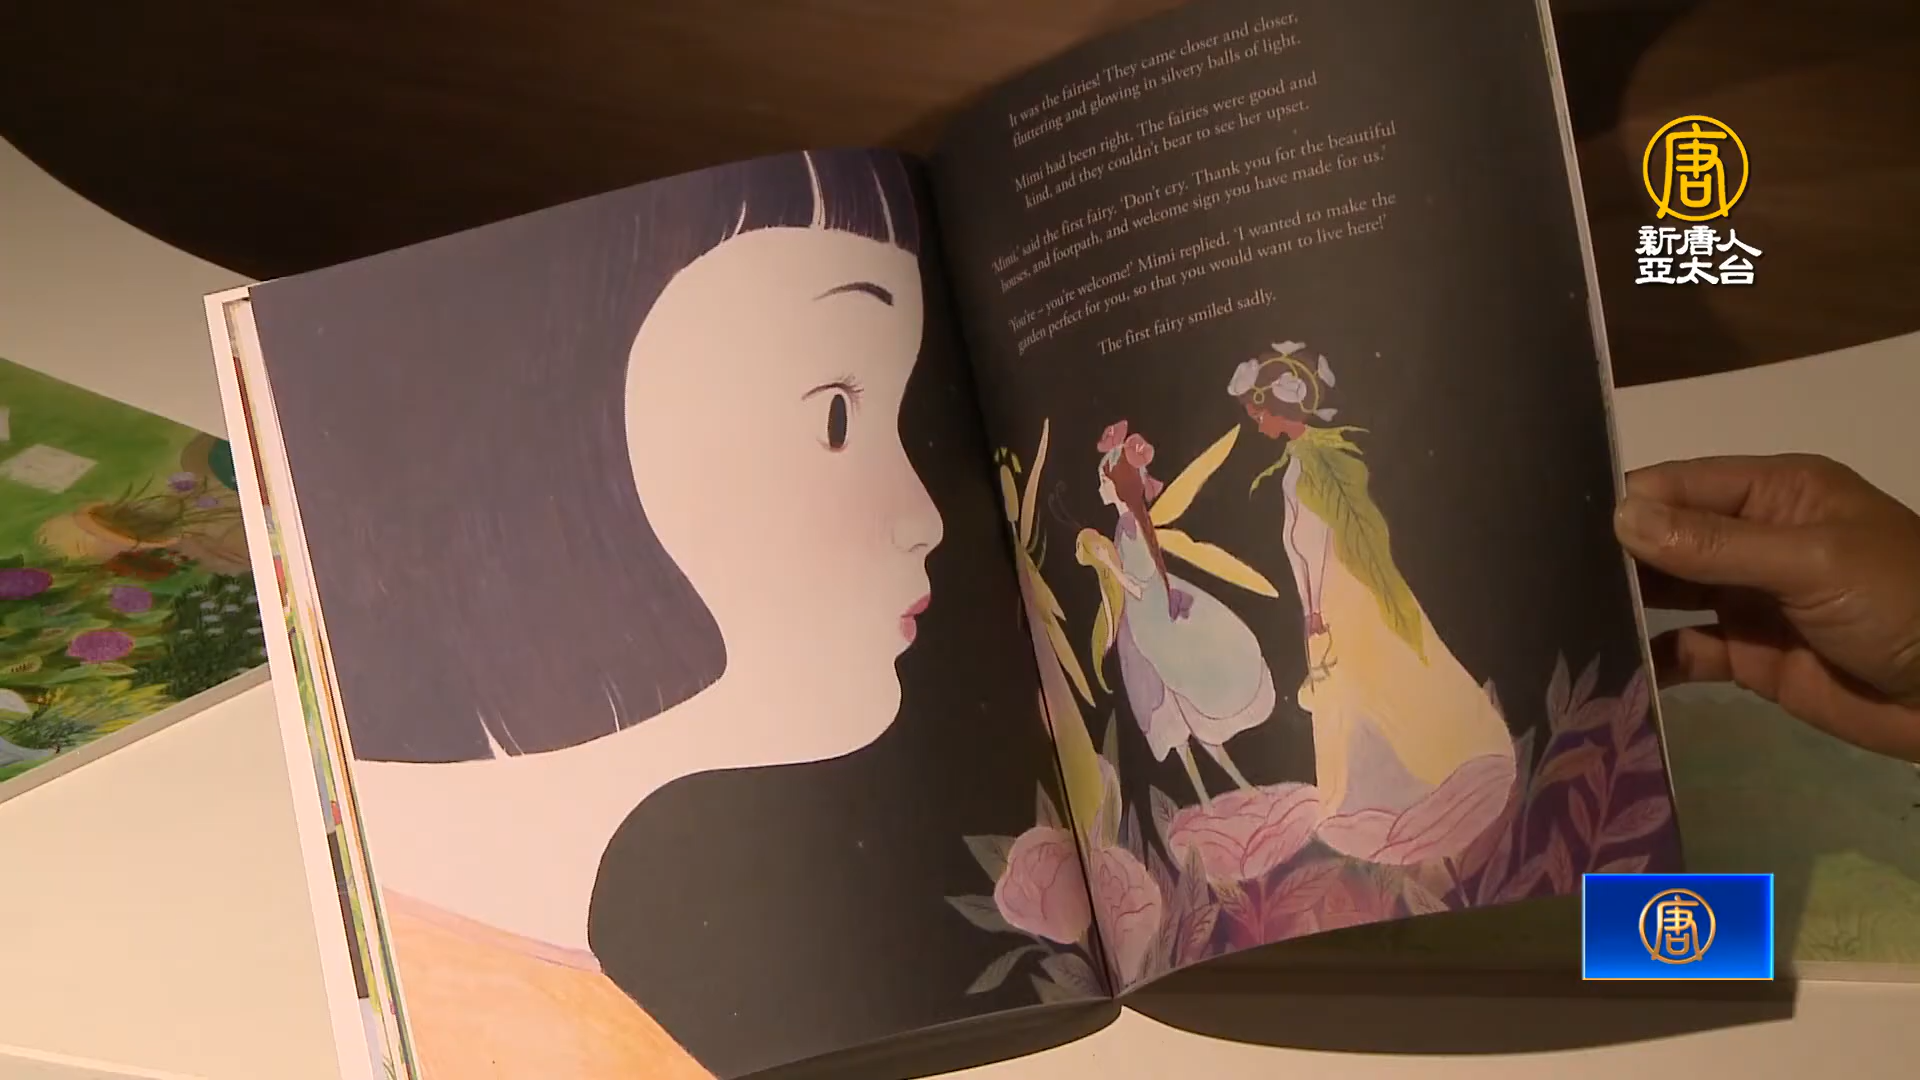 It was the fairies! They came closer and closer,
fluttering and glowing in silvery balls of light.
Mimi had been right. The fairies were good and
kind, and they couldn't bear to see her upset.
'Mimi,' said the first fairy. 'Don't cry. Thank you for the beautiful
houses, and footpath, and welcome sign you have made for us.'
'You're – you're welcome!' Mimi replied. 'I wanted to make the
garden perfect for you, so that you would want to live here!'
The first fairy smiled sadly.
唐
新唐人
亞太台
唐